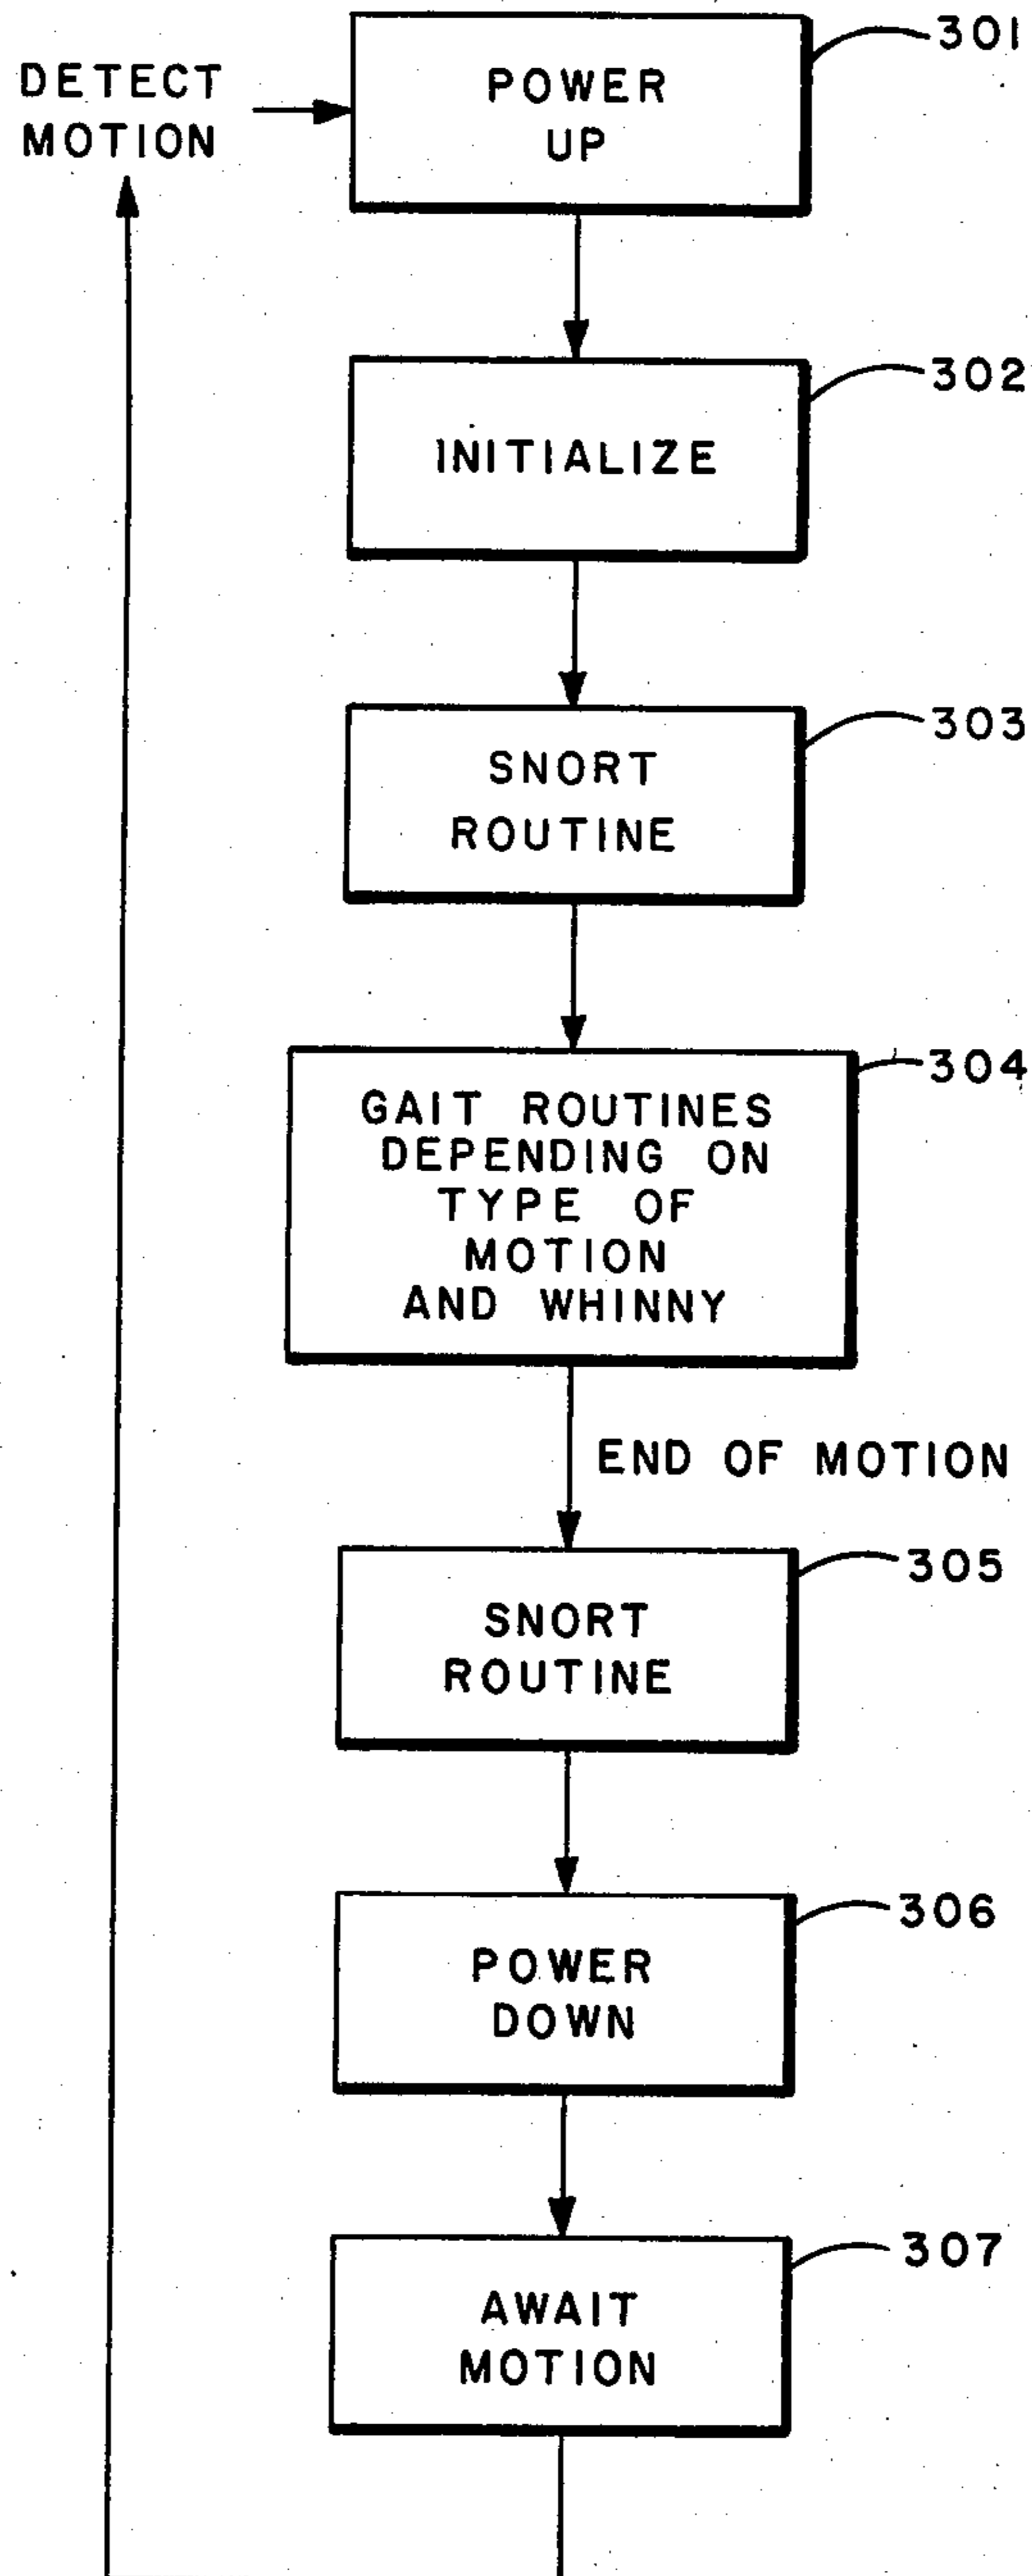 301
DETECT
MOTION
POWER
UP
302
INITIALIZE
303
SNORT
ROUTINE
304
GAIT ROUTINES
DEPENDING ON
TYPE OF
MOTION
AND WHINNY
END OF MOTION
305
SNORT
ROUTINE
306
POWER
DOWN
307
AWAIT
MOTION